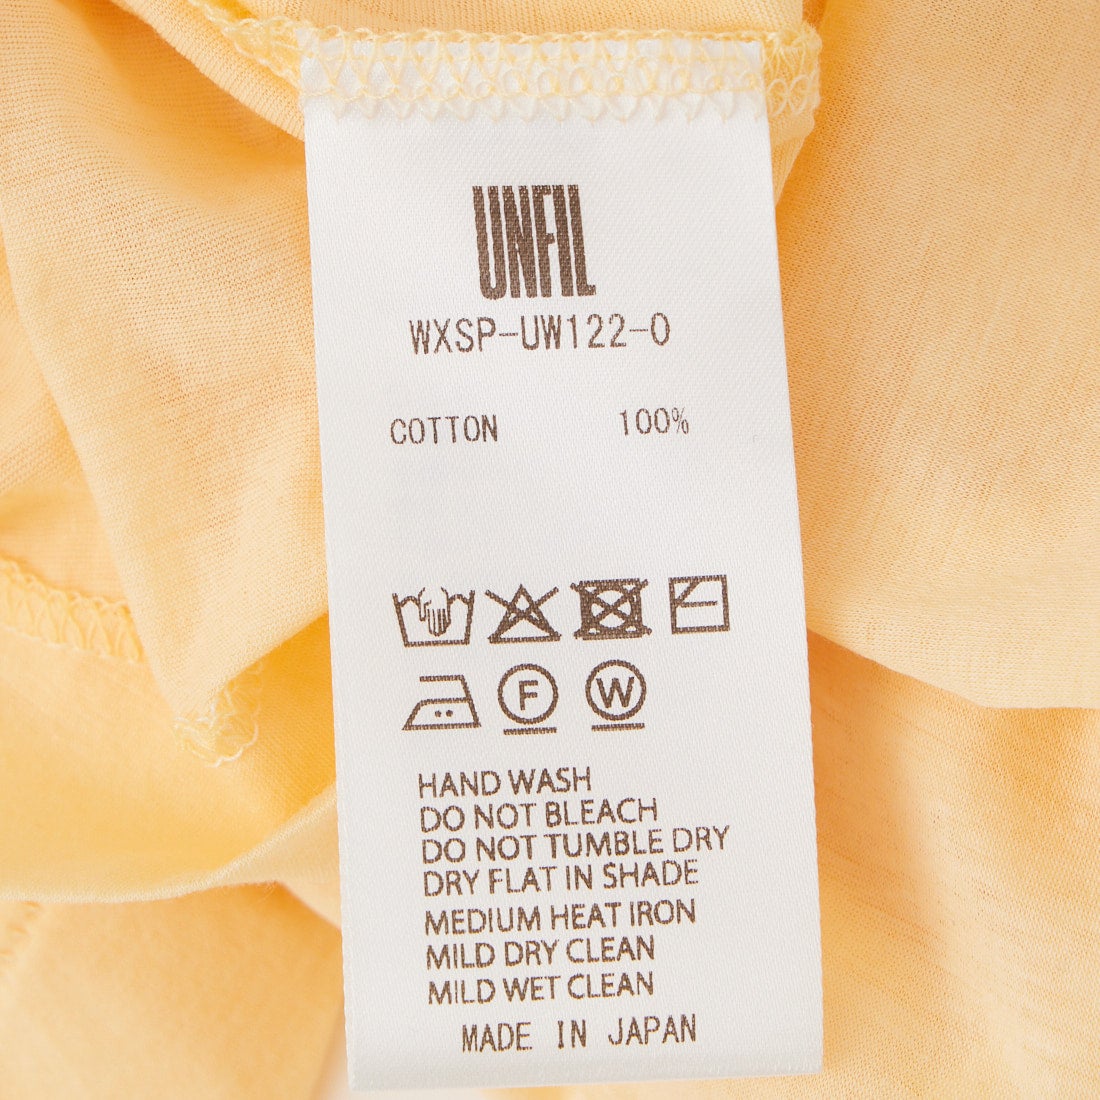 UNFIL
WXSP-UW122-O
COTTON 100%
F W
HAND WASH
DO NOT BLEACH
DO NOT TUMBLE DRY
DRY FLAT IN SHADE
MEDIUM HEAT IRON
MILD DRY CLEAN
MILD WET CLEAN
MADE IN JAPAN